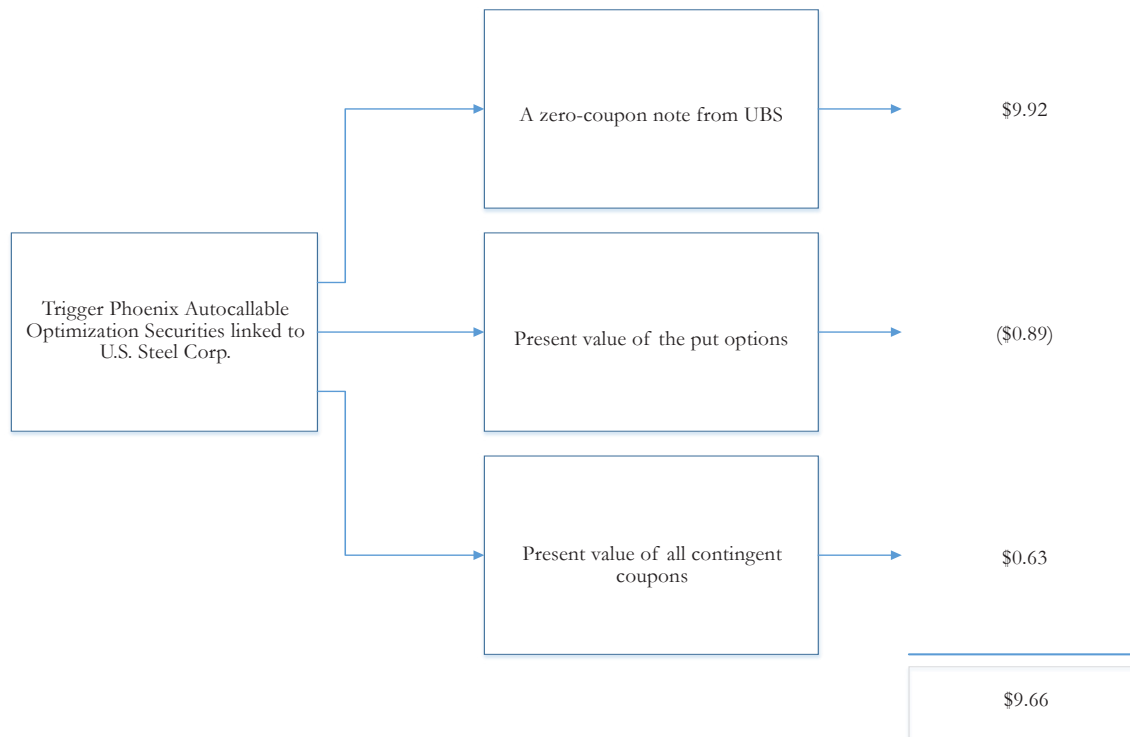 A zero-coupon note from UBS
$9.92
Trigger Phoenix Autocallable
Optimization Securities linked to
U.S. Steel Corp.
Present value of the put options
($0.89)
Present value of all contingent
coupons
$0.63
$9.66